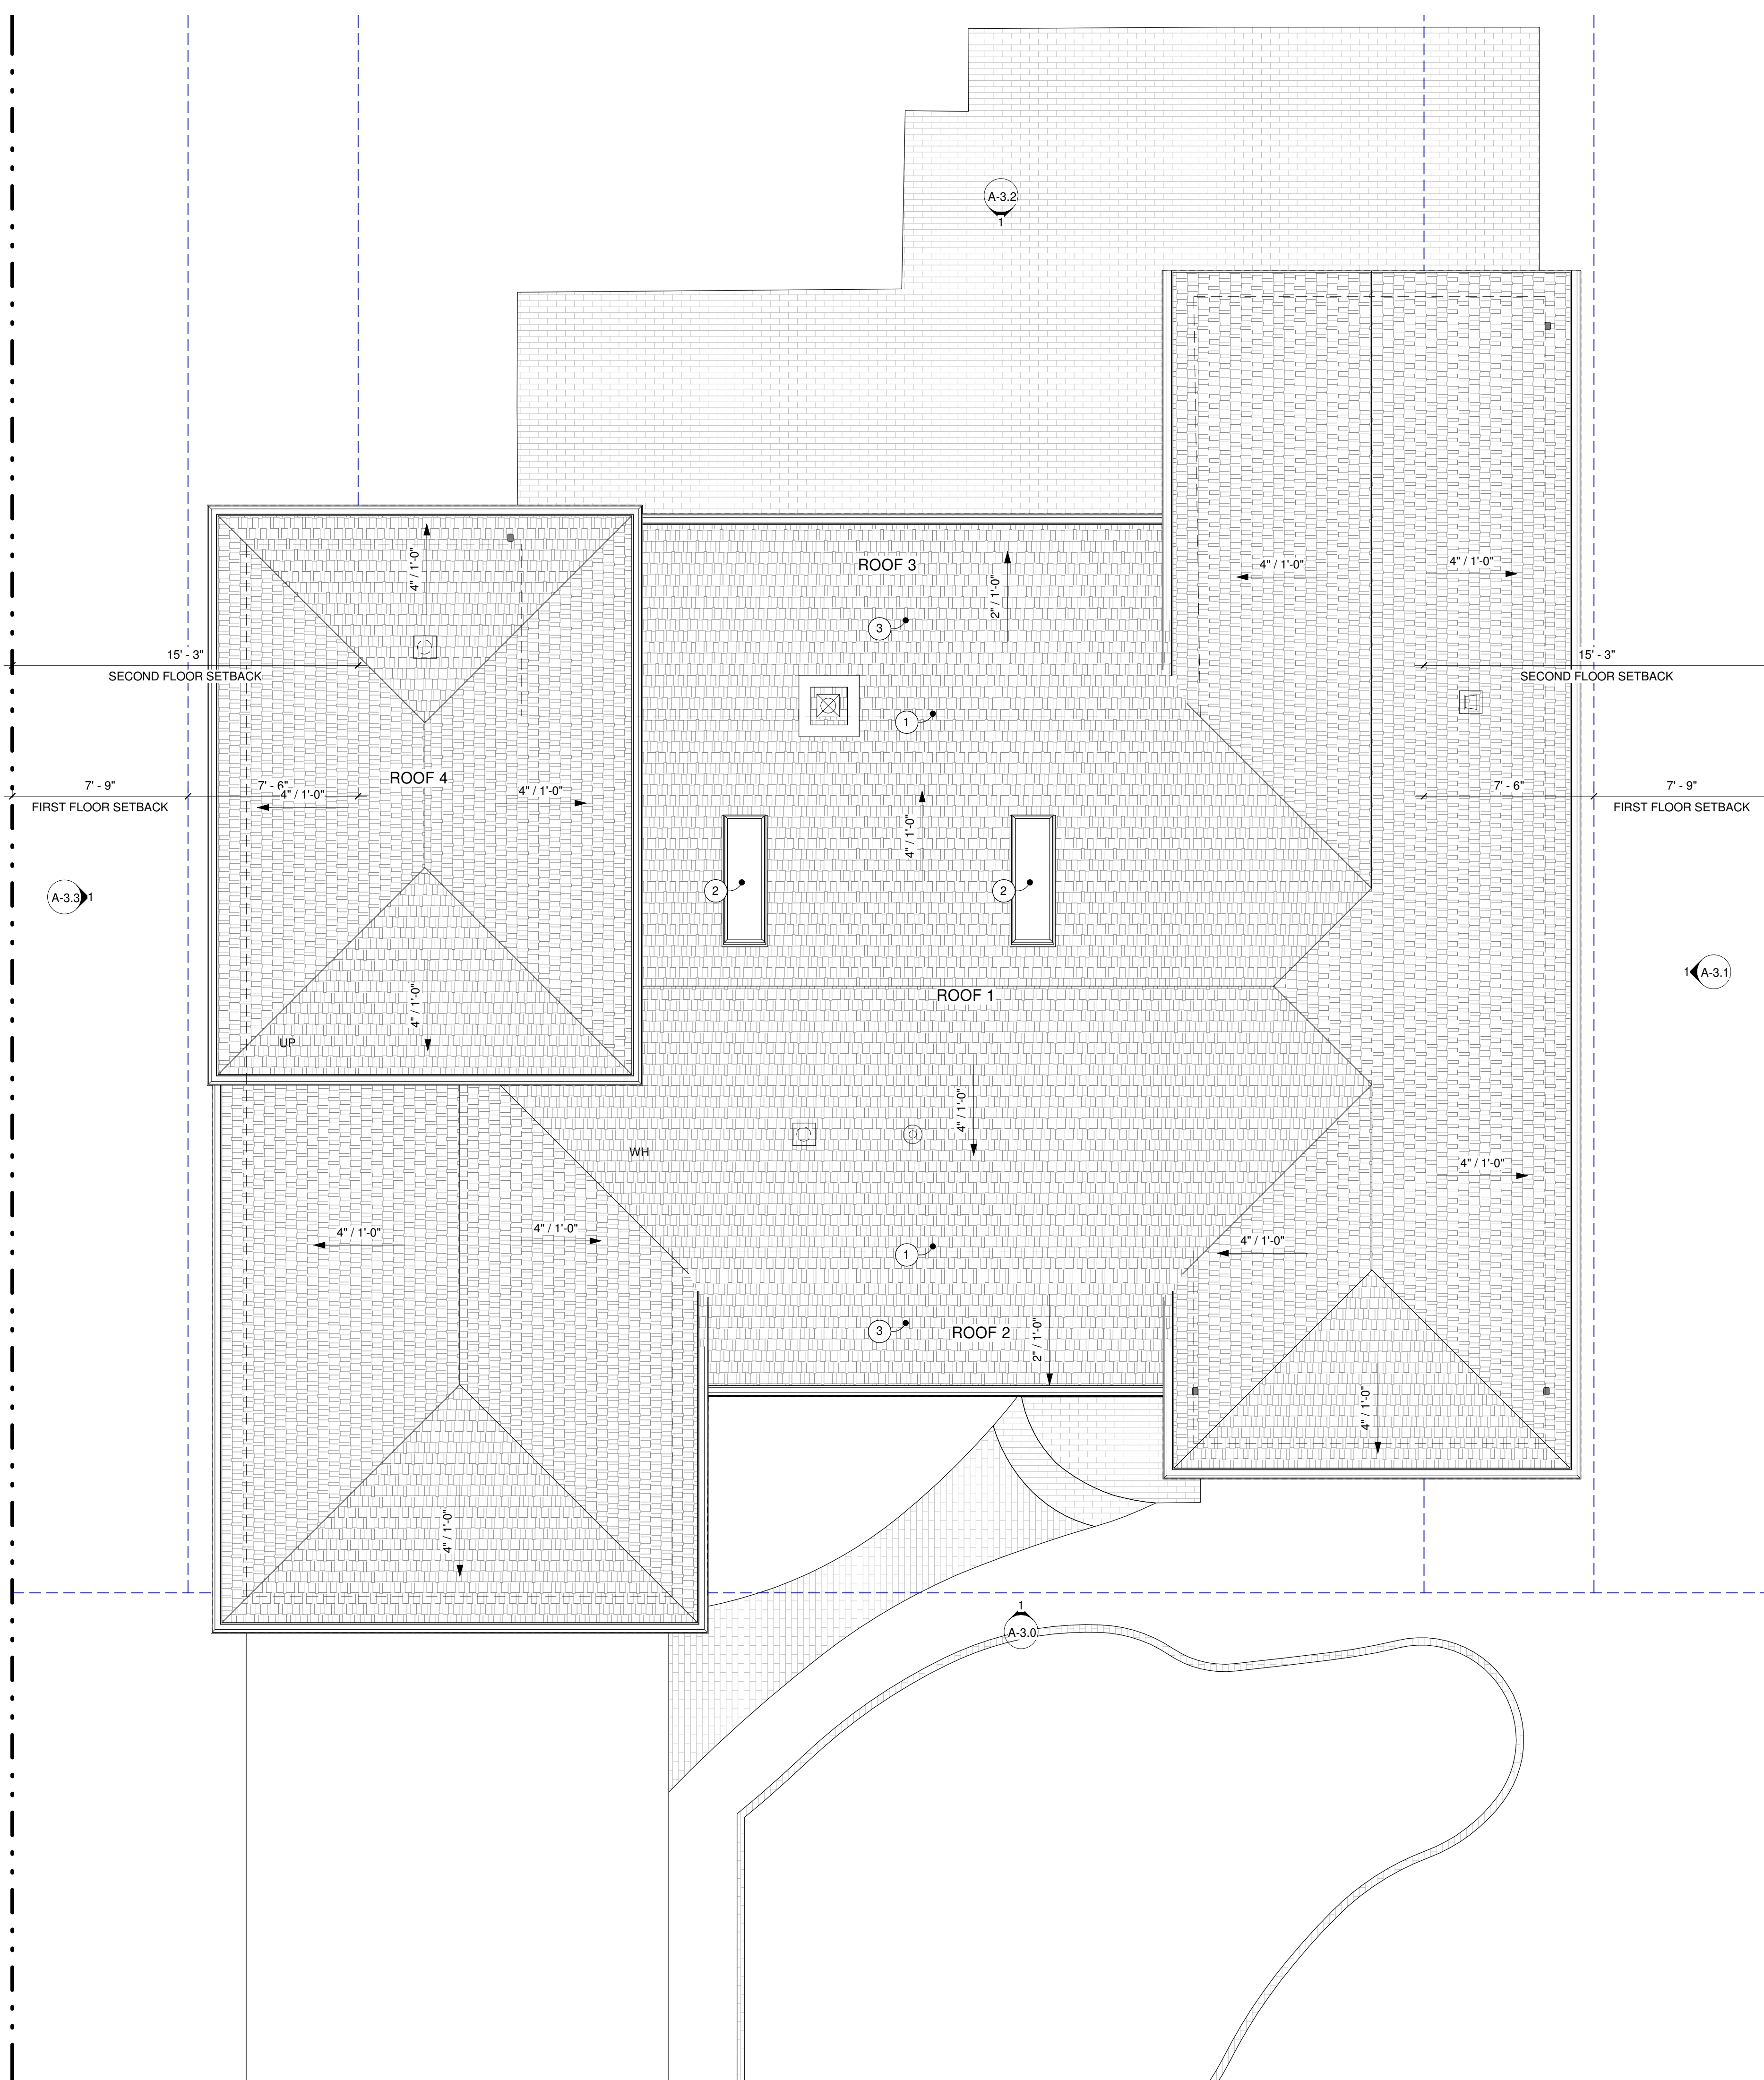 A-3.2
1
ROOF 3
4" / 1'-0"
2" / 1'-0"
4" / 1'-0"
4" / 1'-0"
3
15' - 3"
SECOND FLOOR SETBACK
15' - 3"
SECOND FLOOR SETBACK
1
ROOF 4
7' - 9"
FIRST FLOOR SETBACK
7' - 6"
4" / 1'-0"
4" / 1'-0"
4" / 1'-0"
7' - 6"
7' - 9"
FIRST FLOOR SETBACK
A-3.3
1
2
2
1
A-3.1
ROOF 1
4" / 1'-0"
UP
4" / 1'-0"
WH
4" / 1'-0"
4" / 1'-0"
4" / 1'-0"
1
4" / 1'-0"
3
ROOF 2
2" / 1'-0"
4" / 1'-0"
4" / 1'-0"
1
A-3.0